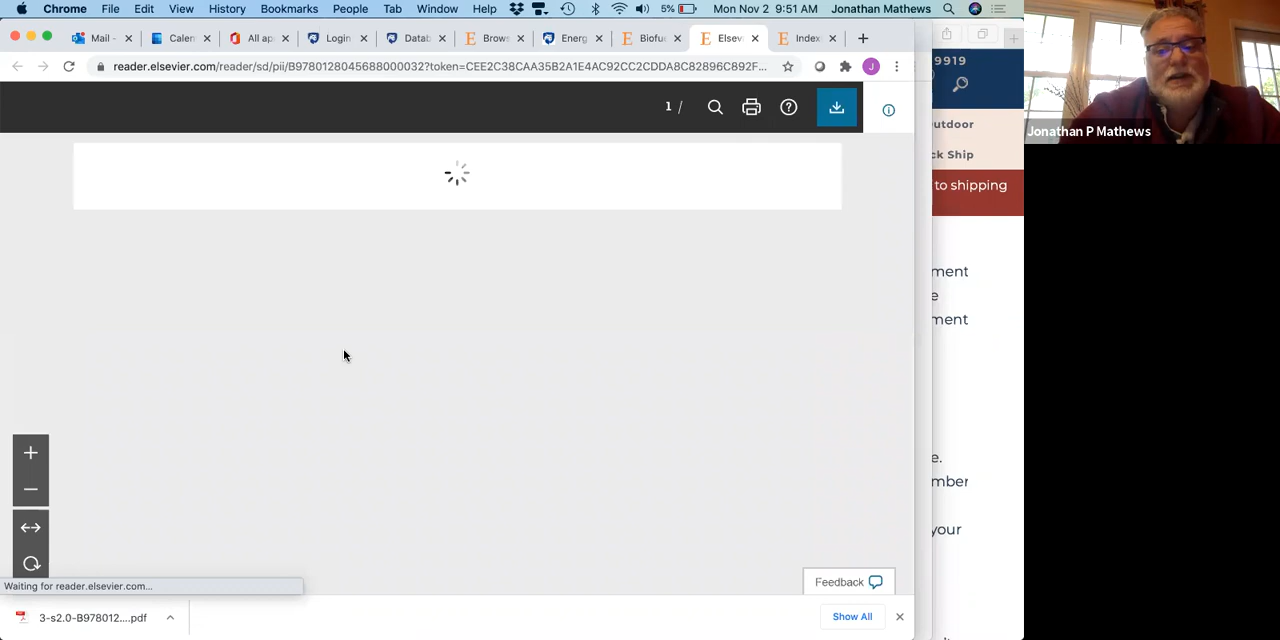 Chrome File Edit View History Bookmarks People Tab Window Help 5% Mon Nov 2 9:51 AM Jonathan Mathews
Mail - Calen All ap Login Datab Brows Energ Biofue Elsevi Index
reader.elsevier.com/reader/sd/pii/B9780128045688000032?token=CEE2C38CAA35B2A1E4AC92CC2CDDA8C82896C892F...
9919
1 /
utdoor
ck Ship
to shipping
Jonathan P Mathews
ment
e
ment
e.
mber
your
Feedback
Waiting for reader.elsevier.com...
3-s2.0-B978012....pdf
Show All